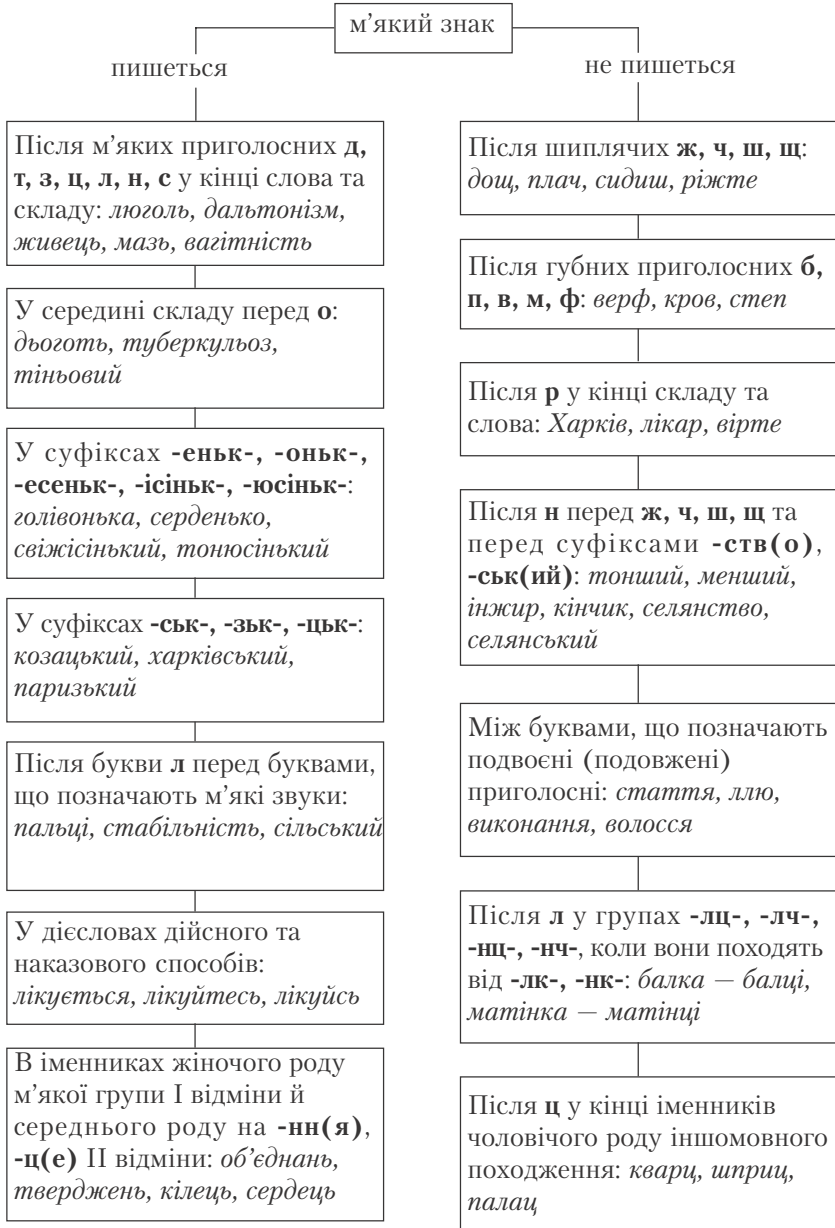 м’який знак
пишеться
Після м’яких приголосних д,
т, з, ц, л, н, с у кінці слова та
складу: люголь, дальтонізм,
живець, мазь, вагітність
У середині складу перед о:
дьоготь, туберкульоз,
тіньовий
У суфіксах -еньк-, -оньк-,
-есеньк-, -ісіньк-, -юсіньк-:
голівонька, серденько,
свіжісінький, тонюсінький
У суфіксах -ськ-, -зьк-, -цьк-:
козацький, харківський,
паризький
Після букви л перед буквами,
що позначають м’які звуки:
пальці, стабільність, сільський
У дієсловах дійсного та
наказового способів:
лікується, лікуйтесь, лікуйсь
В іменниках жіночого роду
м’якої групи І відміни й
середнього роду на -нн(я),
-ц(е) ІІ відміни: об’єднань,
тверджень, кілець, сердець
не пишеться
Після шиплячих ж, ч, ш, щ:
дощ, плач, сидиш, ріжте
Після губних приголосних б,
п, в, м, ф: верф, кров, степ
Після р у кінці складу та
слова: Харків, лікар, вірте
Після н перед ж, ч, ш, щ та
перед суфіксами -ств(о),
-ськ(ий): тонший, менший,
інжир, кінчик, селянство,
селянський
Між буквами, що позначають
подвоєні (подовжені)
приголосні: стаття, ллю,
виконання, волосся
Після л у групах -лц-, -лч-,
-нц-, -нч-, коли вони походять
від -лк-, -нк-: балка — балці,
матінка — матінці
Після ц у кінці іменників
чоловічого роду іншомовного
походження: кварц, шприц,
палац